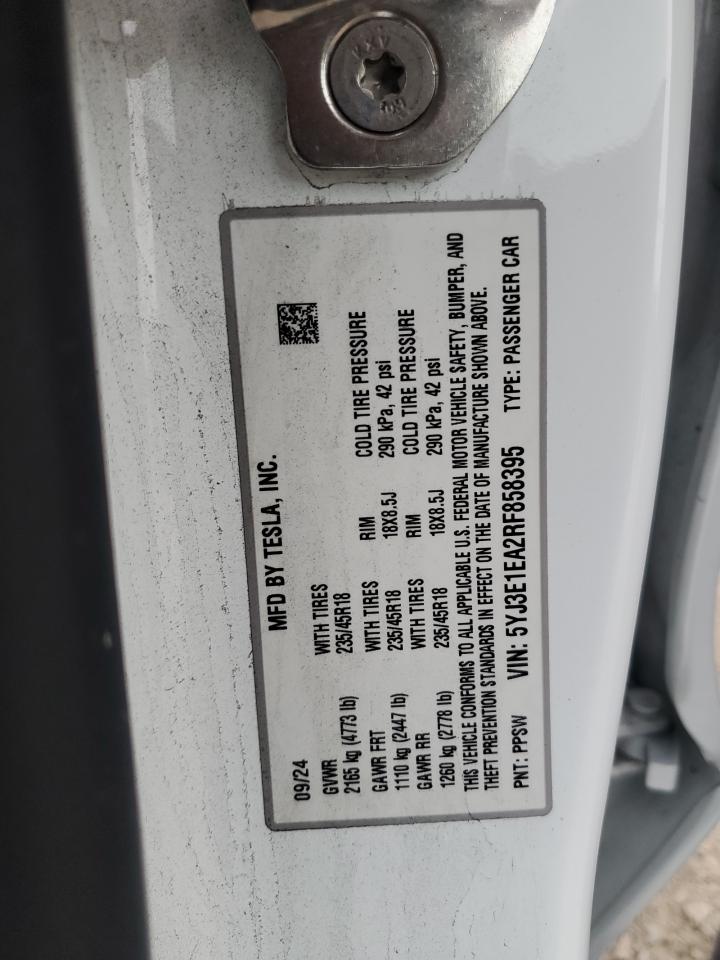 MFD BY TESLA, INC.
09/24
GVWR WITH TIRES RIM COLD TIRE PRESSURE
2165 kg (4773 lb) 235/45R18 18X8.5J 290 kPa, 42 psi
GAWR FRT WITH TIRES RIM COLD TIRE PRESSURE
1110 kg (2447 lb) 235/45R18 18X8.5J 290 kPa, 42 psi
GAWR RR WITH TIRES
1260 kg (2778 lb) 235/45R18
THIS VEHICLE CONFORMS TO ALL APPLICABLE U.S. FEDERAL MOTOR VEHICLE SAFETY, BUMPER, AND
THEFT PREVENTION STANDARDS IN EFFECT ON THE DATE OF MANUFACTURE SHOWN ABOVE.
PNT: PPSW VIN: 5YJ3E1EA2RF858395 TYPE: PASSENGER CAR